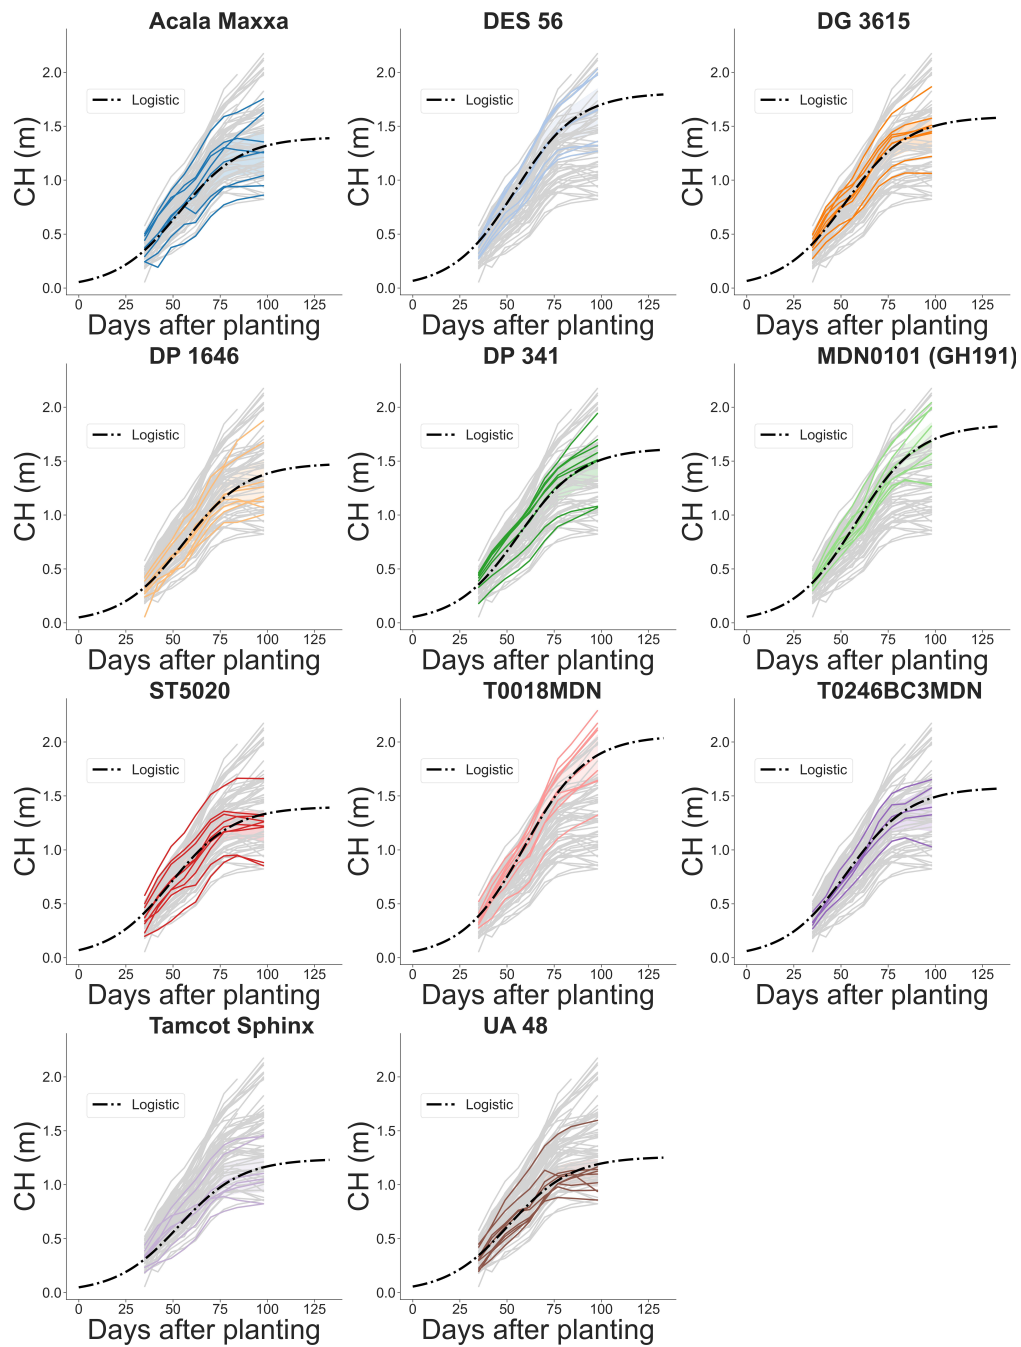 Acala Maxxa DES 56 DG 3615
2.0 2.0 2.0
Logistic Logistic Logistic
1.5 1.5 1.5
CH (m) CH (m) CH (m)
1.0 1.0 1.0
0.5 0.5 0.5
0.0 0.0 0.0
0 25 50 75 100 125 0 25 50 75 100 125 0 25 50 75 100 125
Days after planting Days after planting Days after planting
DP 1646 DP 341 MDN0101 (GH191)
2.0 2.0 2.0
Logistic Logistic Logistic
1.5 1.5 1.5
CH (m) CH (m) CH (m)
1.0 1.0 1.0
0.5 0.5 0.5
0.0 0.0 0.0
0 25 50 75 100 125 0 25 50 75 100 125 0 25 50 75 100 125
Days after planting Days after planting Days after planting
ST5020 T0018MDN T0246BC3MDN
2.0 2.0 2.0
Logistic Logistic Logistic
1.5 1.5 1.5
CH (m) CH (m) CH (m)
1.0 1.0 1.0
0.5 0.5 0.5
0.0 0.0 0.0
0 25 50 75 100 125 0 25 50 75 100 125 0 25 50 75 100 125
Days after planting Days after planting Days after planting
Tamcot Sphinx UA 48
2.0 2.0
Logistic Logistic
1.5 1.5
CH (m) CH (m)
1.0 1.0
0.5 0.5
0.0 0.0
0 25 50 75 100 125 0 25 50 75 100 125
Days after planting Days after planting